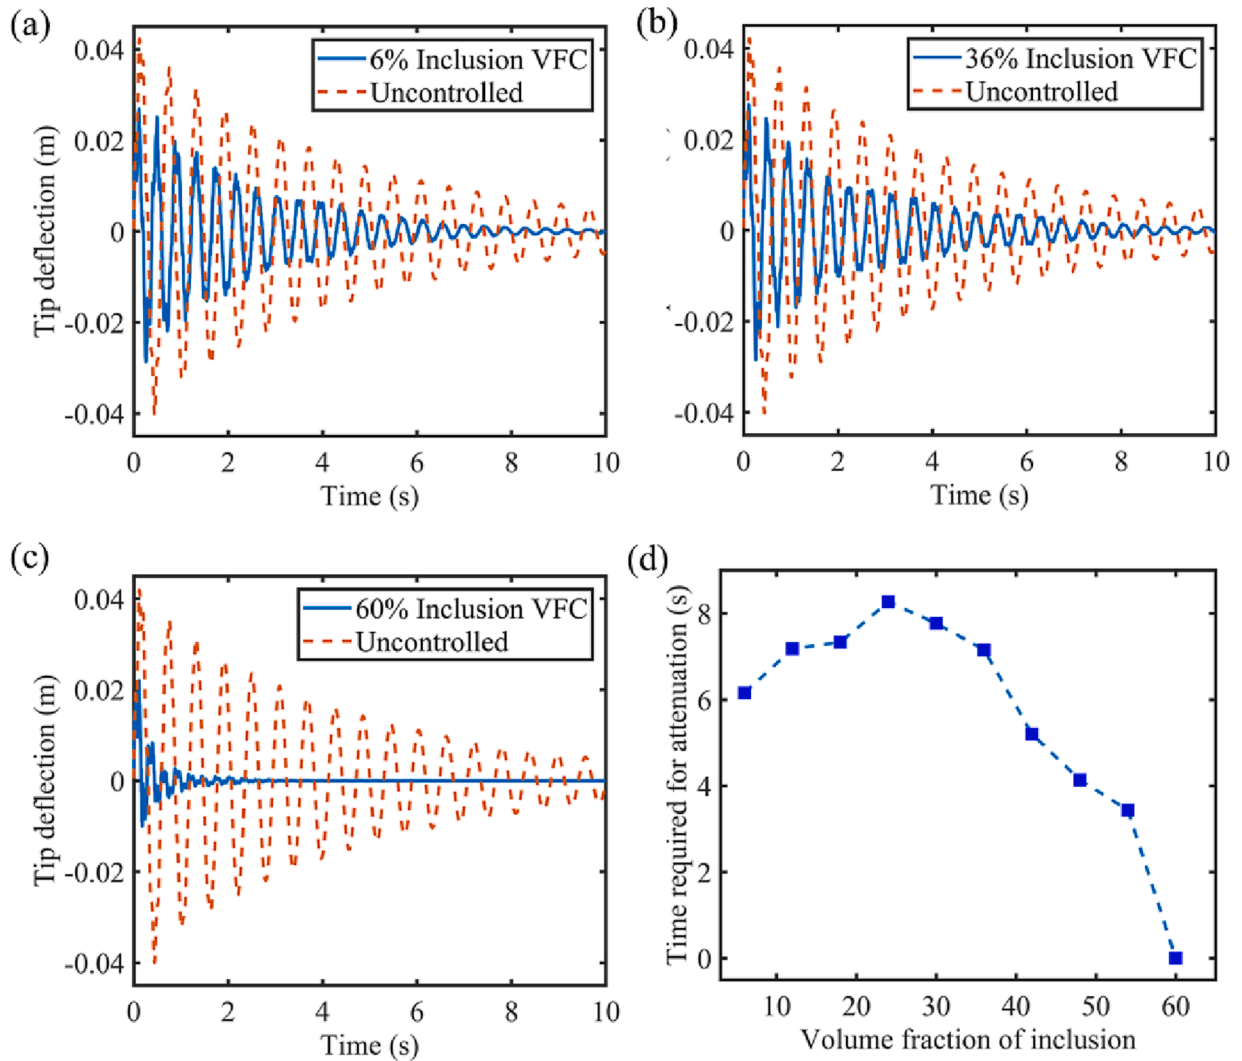 (a)
6% Inclusion VFC
Uncontrolled
0.04
0.02
0
-0.02
-0.04
Tip deflection (m)
0 2 4 6 8 10
Time (s)
(b)
36% Inclusion VFC
Uncontrolled
0.04
0.02
0
-0.02
-0.04
0 2 4 6 8 10
Time (s)
(c)
60% Inclusion VFC
Uncontrolled
0.04
0.02
0
-0.02
-0.04
Tip deflection (m)
0 2 4 6 8 10
Time (s)
(d)
8
6
4
2
0
Time required for attenuation (s)
10 20 30 40 50 60
Volume fraction of inclusion